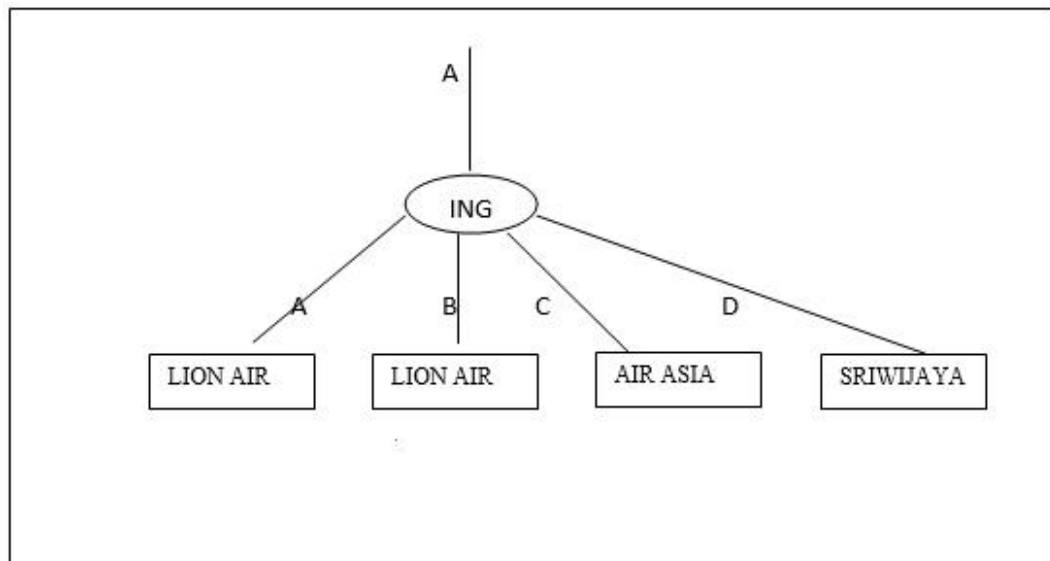 A
ING
A
B
C
D
LION AIR
LION AIR
AIR ASIA
SRIWIJAYA